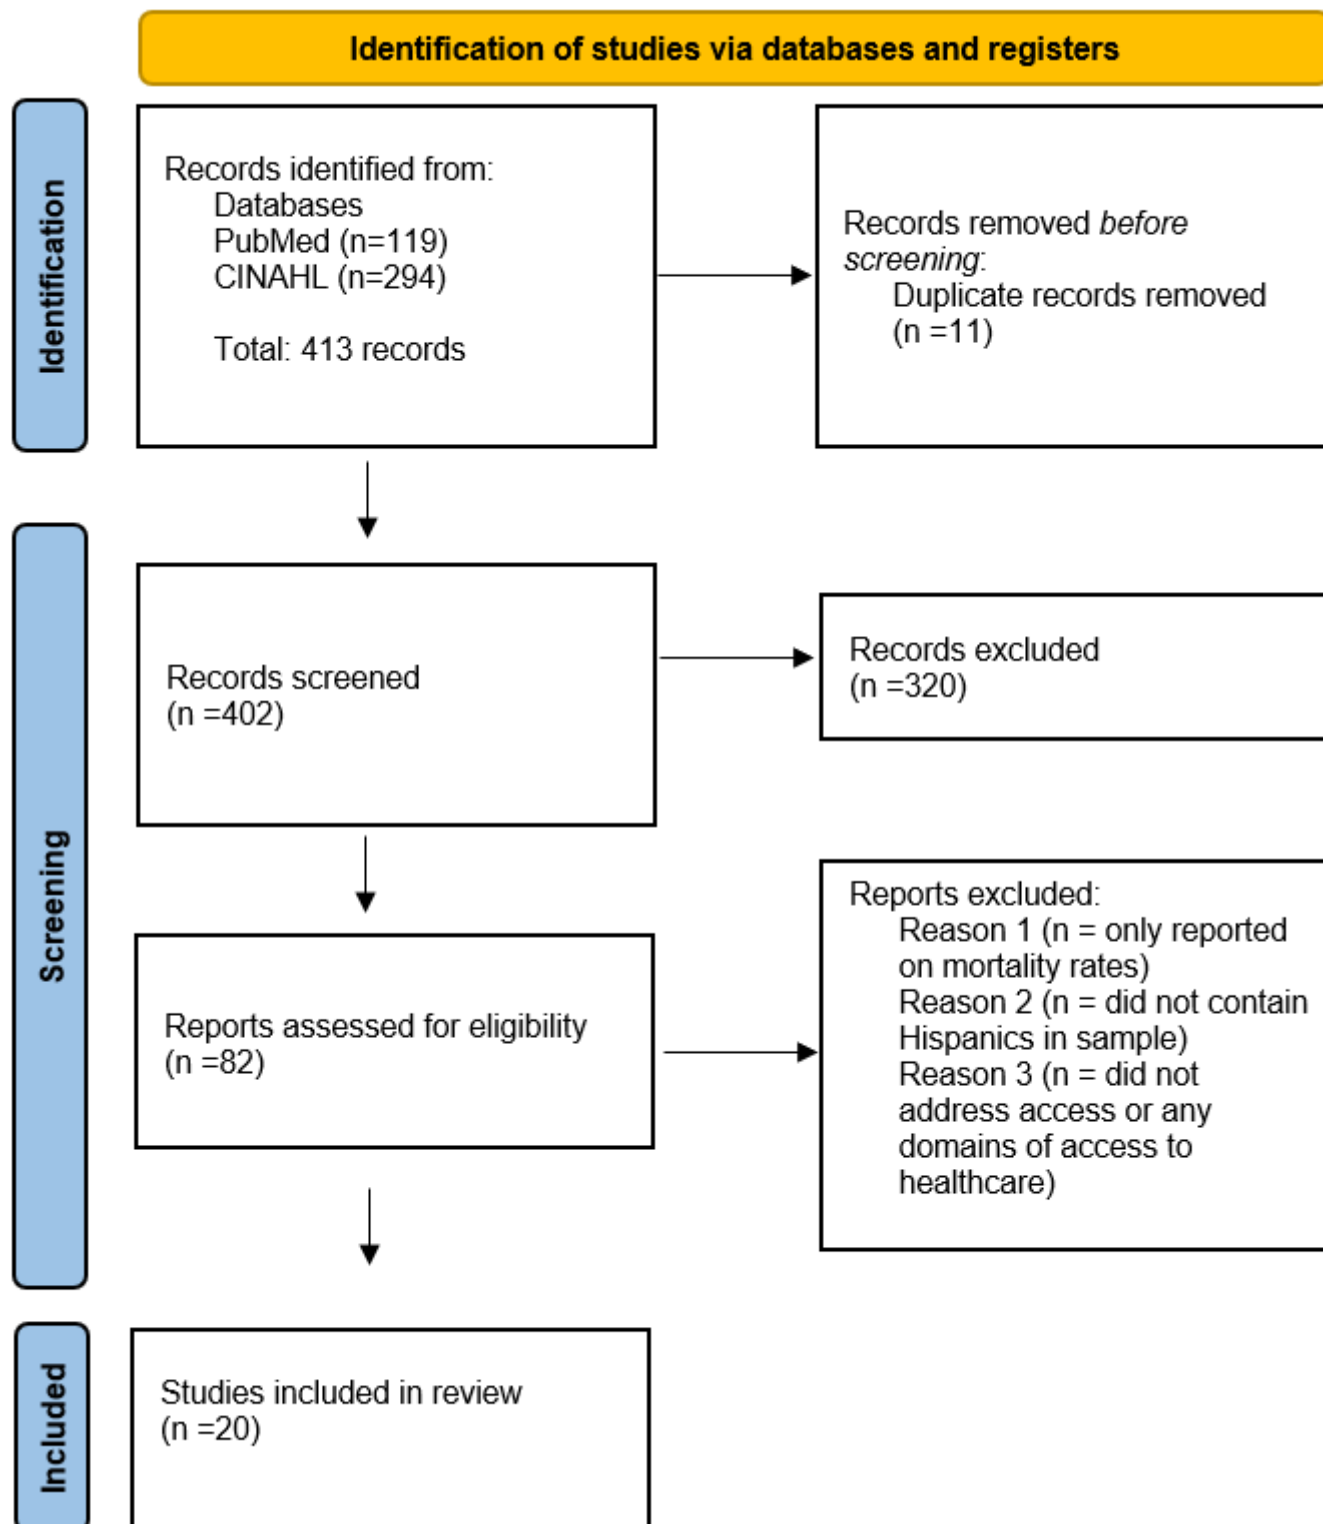 Identification of studies via databases and registers
Identification
Records identified from:
Databases
PubMed (n=119)
CINAHL (n=294)
Total: 413 records
Records removed before
screening:
Duplicate records removed
(n =11)
Screening
Records screened
(n =402)
Records excluded
(n =320)
Reports assessed for eligibility
(n =82)
Reports excluded:
Reason 1 (n = only reported
on mortality rates)
Reason 2 (n = did not contain
Hispanics in sample)
Reason 3 (n = did not
address access or any
domains of access to
healthcare)
Included
Studies included in review
(n =20)